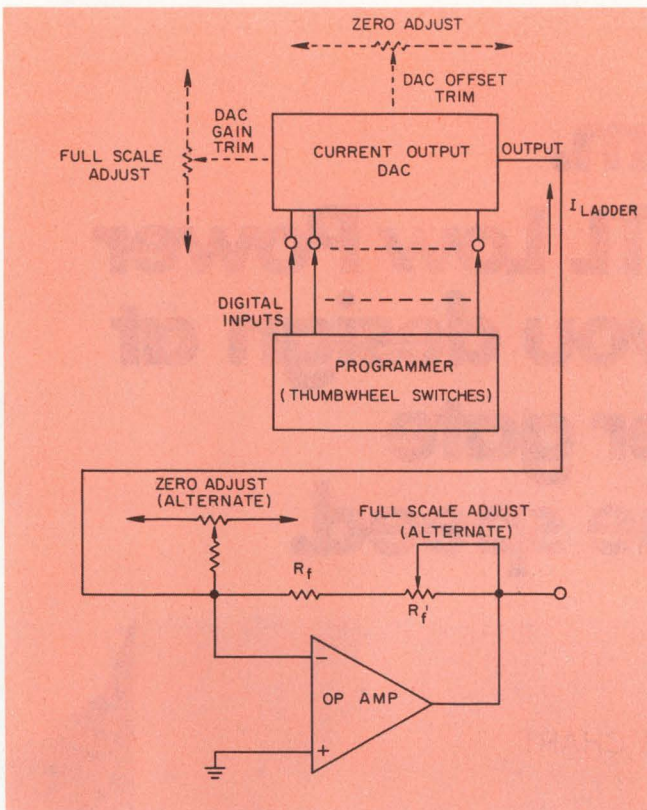 ZERO ADJUST
DAC OFFSET
TRIM
DAC
GAIN
TRIM
FULL SCALE
ADJUST
CURRENT OUTPUT
DAC
OUTPUT
I LADDER
DIGITAL
INPUTS
PROGRAMMER
(THUMBWHEEL SWITCHES)
ZERO ADJUST
(ALTERNATE)
FULL SCALE ADJUST
(ALTERNATE)
Rf
Rf'
−
OP AMP
+